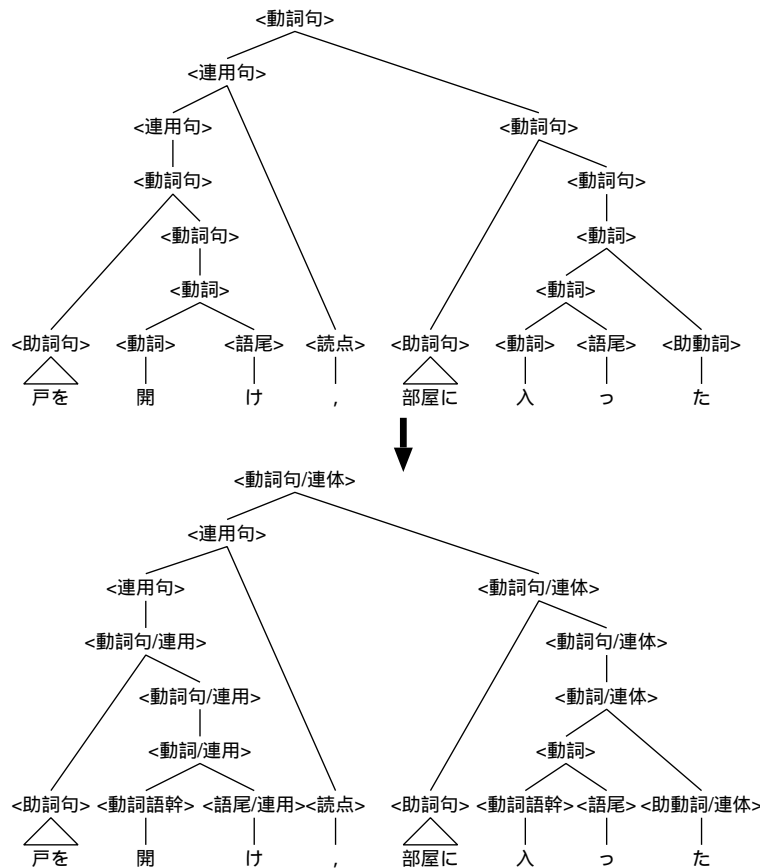 <動詞句>
<連用句>
<連用句> <動詞句>
<動詞句> <動詞句>
<動詞句> <動詞>
<動詞> <動詞>
<助詞句> <動詞> <語尾> <読点> <助詞句> <動詞> <語尾> <助動詞>
戸を 開 け , 部屋に 入 っ た
<動詞句/連体>
<連用句>
<連用句> <動詞句/連体>
<動詞句/連用> <動詞句/連体>
<動詞句/連用> <動詞/連体>
<動詞/連用> <動詞>
<助詞句> <動詞語幹> <語尾/連用> <読点> <助詞句> <動詞語幹> <語尾> <助動詞/連体>
戸を 開 け , 部屋に 入 っ た